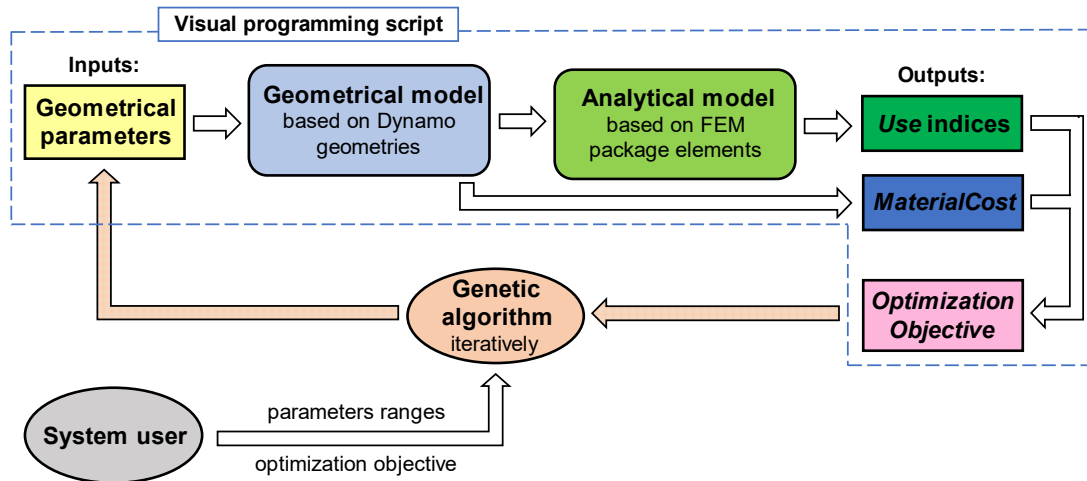 Visual programming script
Inputs:
Geometrical
parameters
Geometrical model
based on Dynamo
geometries
Analytical model
based on FEM
package elements
Outputs:
Use indices
MaterialCost
Optimization
Objective
Genetic
algorithm
iteratively
System user
parameters ranges
optimization objective